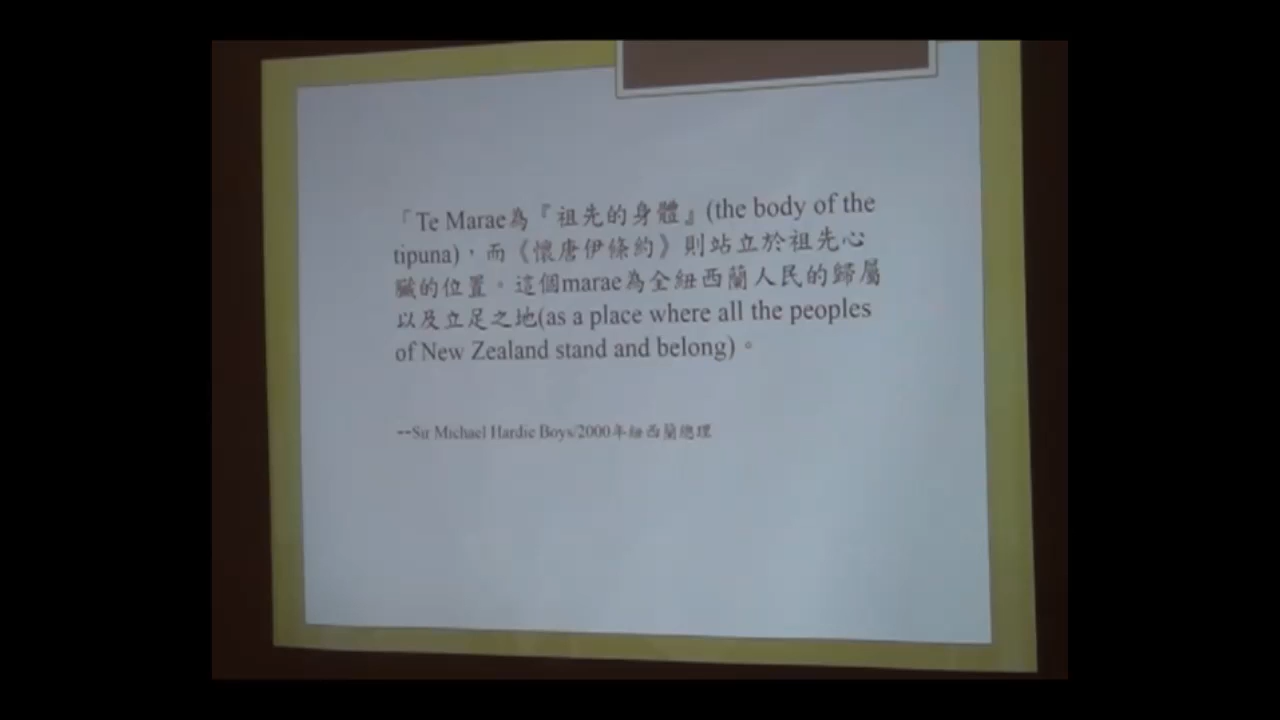 「Te Marae為『祖先的身體』(the body of the
tipuna)，而《懷唐伊條約》則站立於祖先心
臟的位置。這個marae為全紐西蘭人民的歸屬
以及立足之地(as a place where all the peoples
of New Zealand stand and belong)。
--Sir Michael Hardie Boys/2000年紐西蘭總理